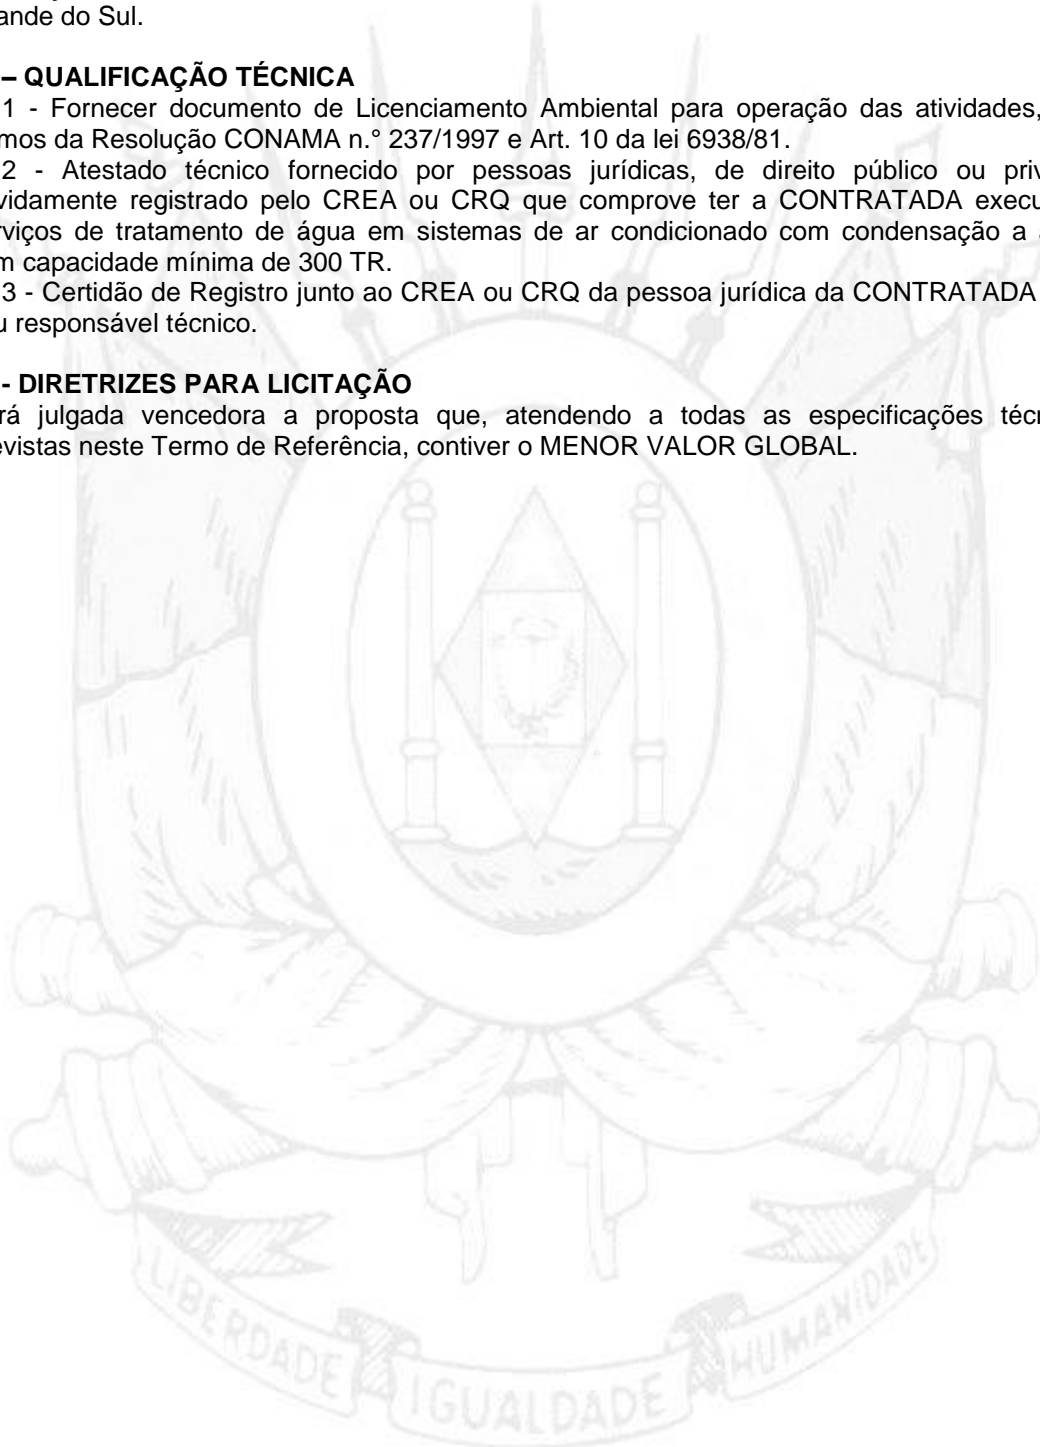 ande do Sul.
– QUALIFICAÇÃO TÉCNICA
1 - Fornecer documento de Licenciamento Ambiental para operação das atividades,
mos da Resolução CONAMA n.° 237/1997 e Art. 10 da lei 6938/81.
2 - Atestado técnico fornecido por pessoas jurídicas, de direito público ou priv
vidamente registrado pelo CREA ou CRQ que comprove ter a CONTRATADA execu
rviços de tratamento de água em sistemas de ar condicionado com condensação a
m capacidade mínima de 300 TR.
3 - Certidão de Registro junto ao CREA ou CRQ da pessoa jurídica da CONTRATADA
u responsável técnico.
- DIRETRIZES PARA LICITAÇÃO
rá julgada vencedora a proposta que, atendendo a todas as especificações técn
evistas neste Termo de Referência, contiver o MENOR VALOR GLOBAL.
LIBERDADE IGUALDADE HUMANIDADE